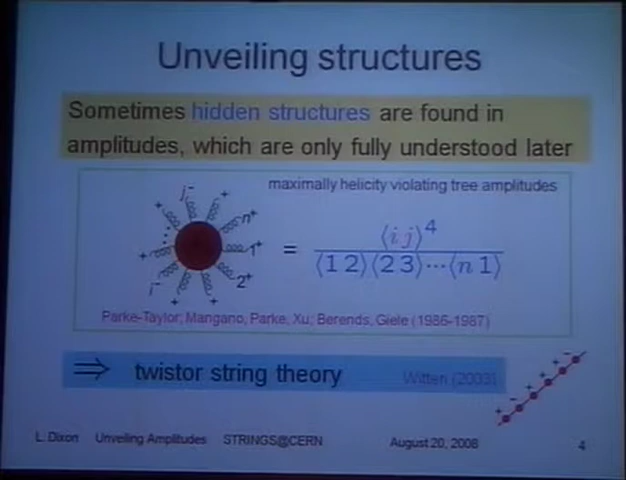 Unveiling structures
Sometimes hidden structures are found in
amplitudes, which are only fully understood later
maximally helicity violating tree amplitudes
j⁻ + n⁺ 1⁺ 2⁺ + + i⁻ + + = ⟨i j⟩⁴
⟨1 2⟩⟨2 3⟩···⟨n 1⟩
Parke-Taylor; Mangano, Parke, Xu; Berends, Giele (1986-1987)
⇒ twistor string theory Witten (2003)
L. Dixon Unveiling Amplitudes STRINGS@CERN August 20, 2008 4